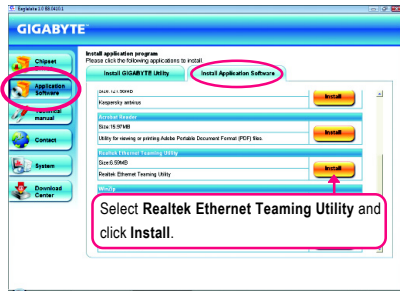 GIGABYTE™
Install application program
Please click the following applications to install.
Install GIGABYTE Utility
Install Application Software
Chipset
Application
Software
manual
Contact
System
Download
Center
Kaspersky antivirus
Install
Acrobat Reader
Size:15.97MB
Utility for viewing or printing Adobe Portable Document Format (PDF) files.
Install
Realtek Ethernet Teaming Utility
Size:6.59MB
Realtek Ethernet Teaming Utility
Install
Select Realtek Ethernet Teaming Utility and
click Install.